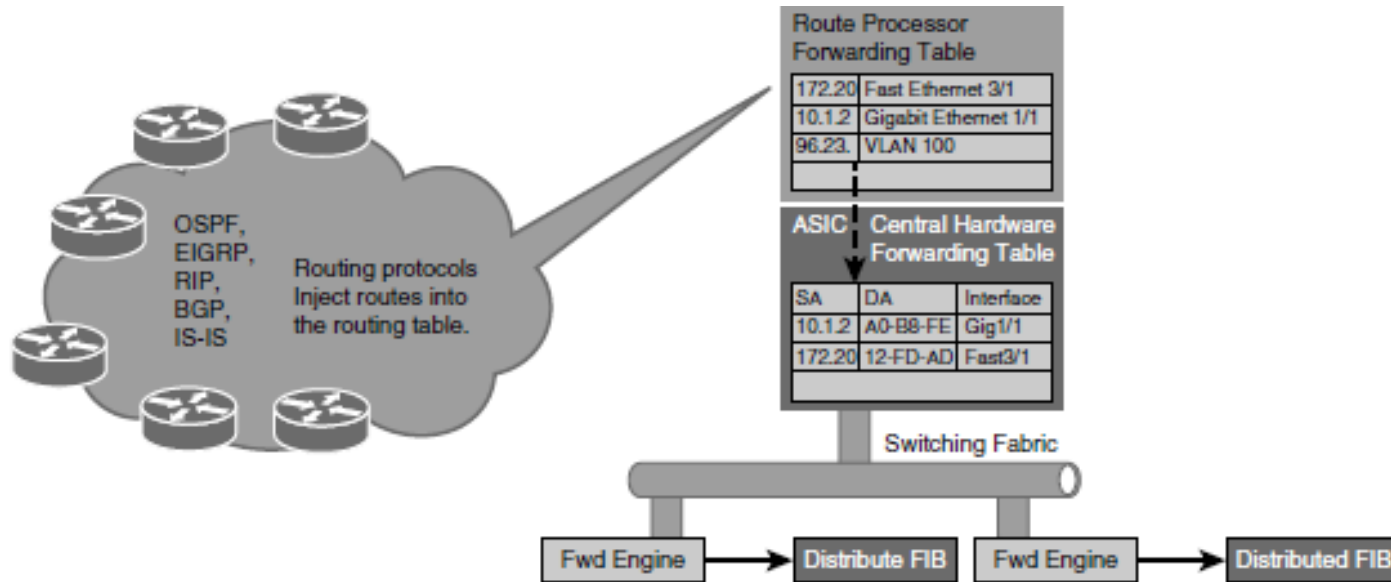 OSPF,
EIGRP,
RIP,
BGP,
IS-IS
Routing protocols
Inject routes into
the routing table.
Route Processor
Forwarding Table
172.20 Fast Ethernet 3/1
10.1.2 Gigabit Ethernet 1/1
96.23. VLAN 100
ASIC Central Hardware
Forwarding Table
SA DA Interface
10.1.2 A0-B8-FE Gig1/1
172.20 12-FD-AD Fast3/1
Switching Fabric
Fwd Engine Distribute FIB Fwd Engine Distributed FIB